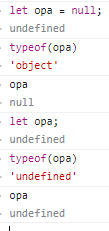 let opa = null;
undefined
typeof(opa)
'object'
opa
null
let opa;
undefined
typeof(opa)
'undefined'
opa
undefined